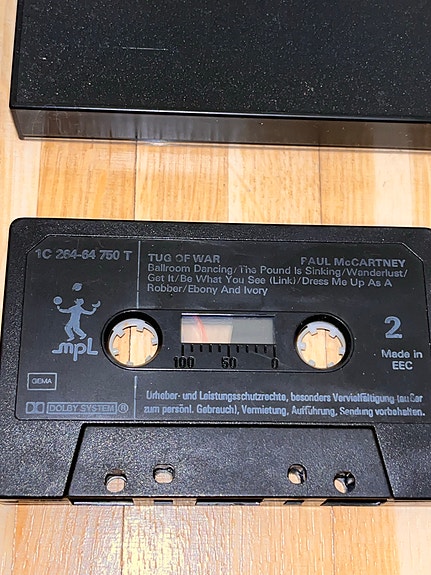 1C 264-64 750 T
TUG OF WAR PAUL McCARTNEY
Ballroom Dancing/The Pound Is Sinking/Wanderlust/
Get It/Be What You See (Link)/Dress Me Up As A
Robber/Ebony And Ivory
mpL
100 50 0
2
Made in
EEC
GEMA
DOLBY SYSTEM ®
Urheber- und Leistungsschutzrechte, besonders Vervielfältigung (außer
zum persönl. Gebrauch), Vermietung, Aufführung, Sendung vorbehalten.